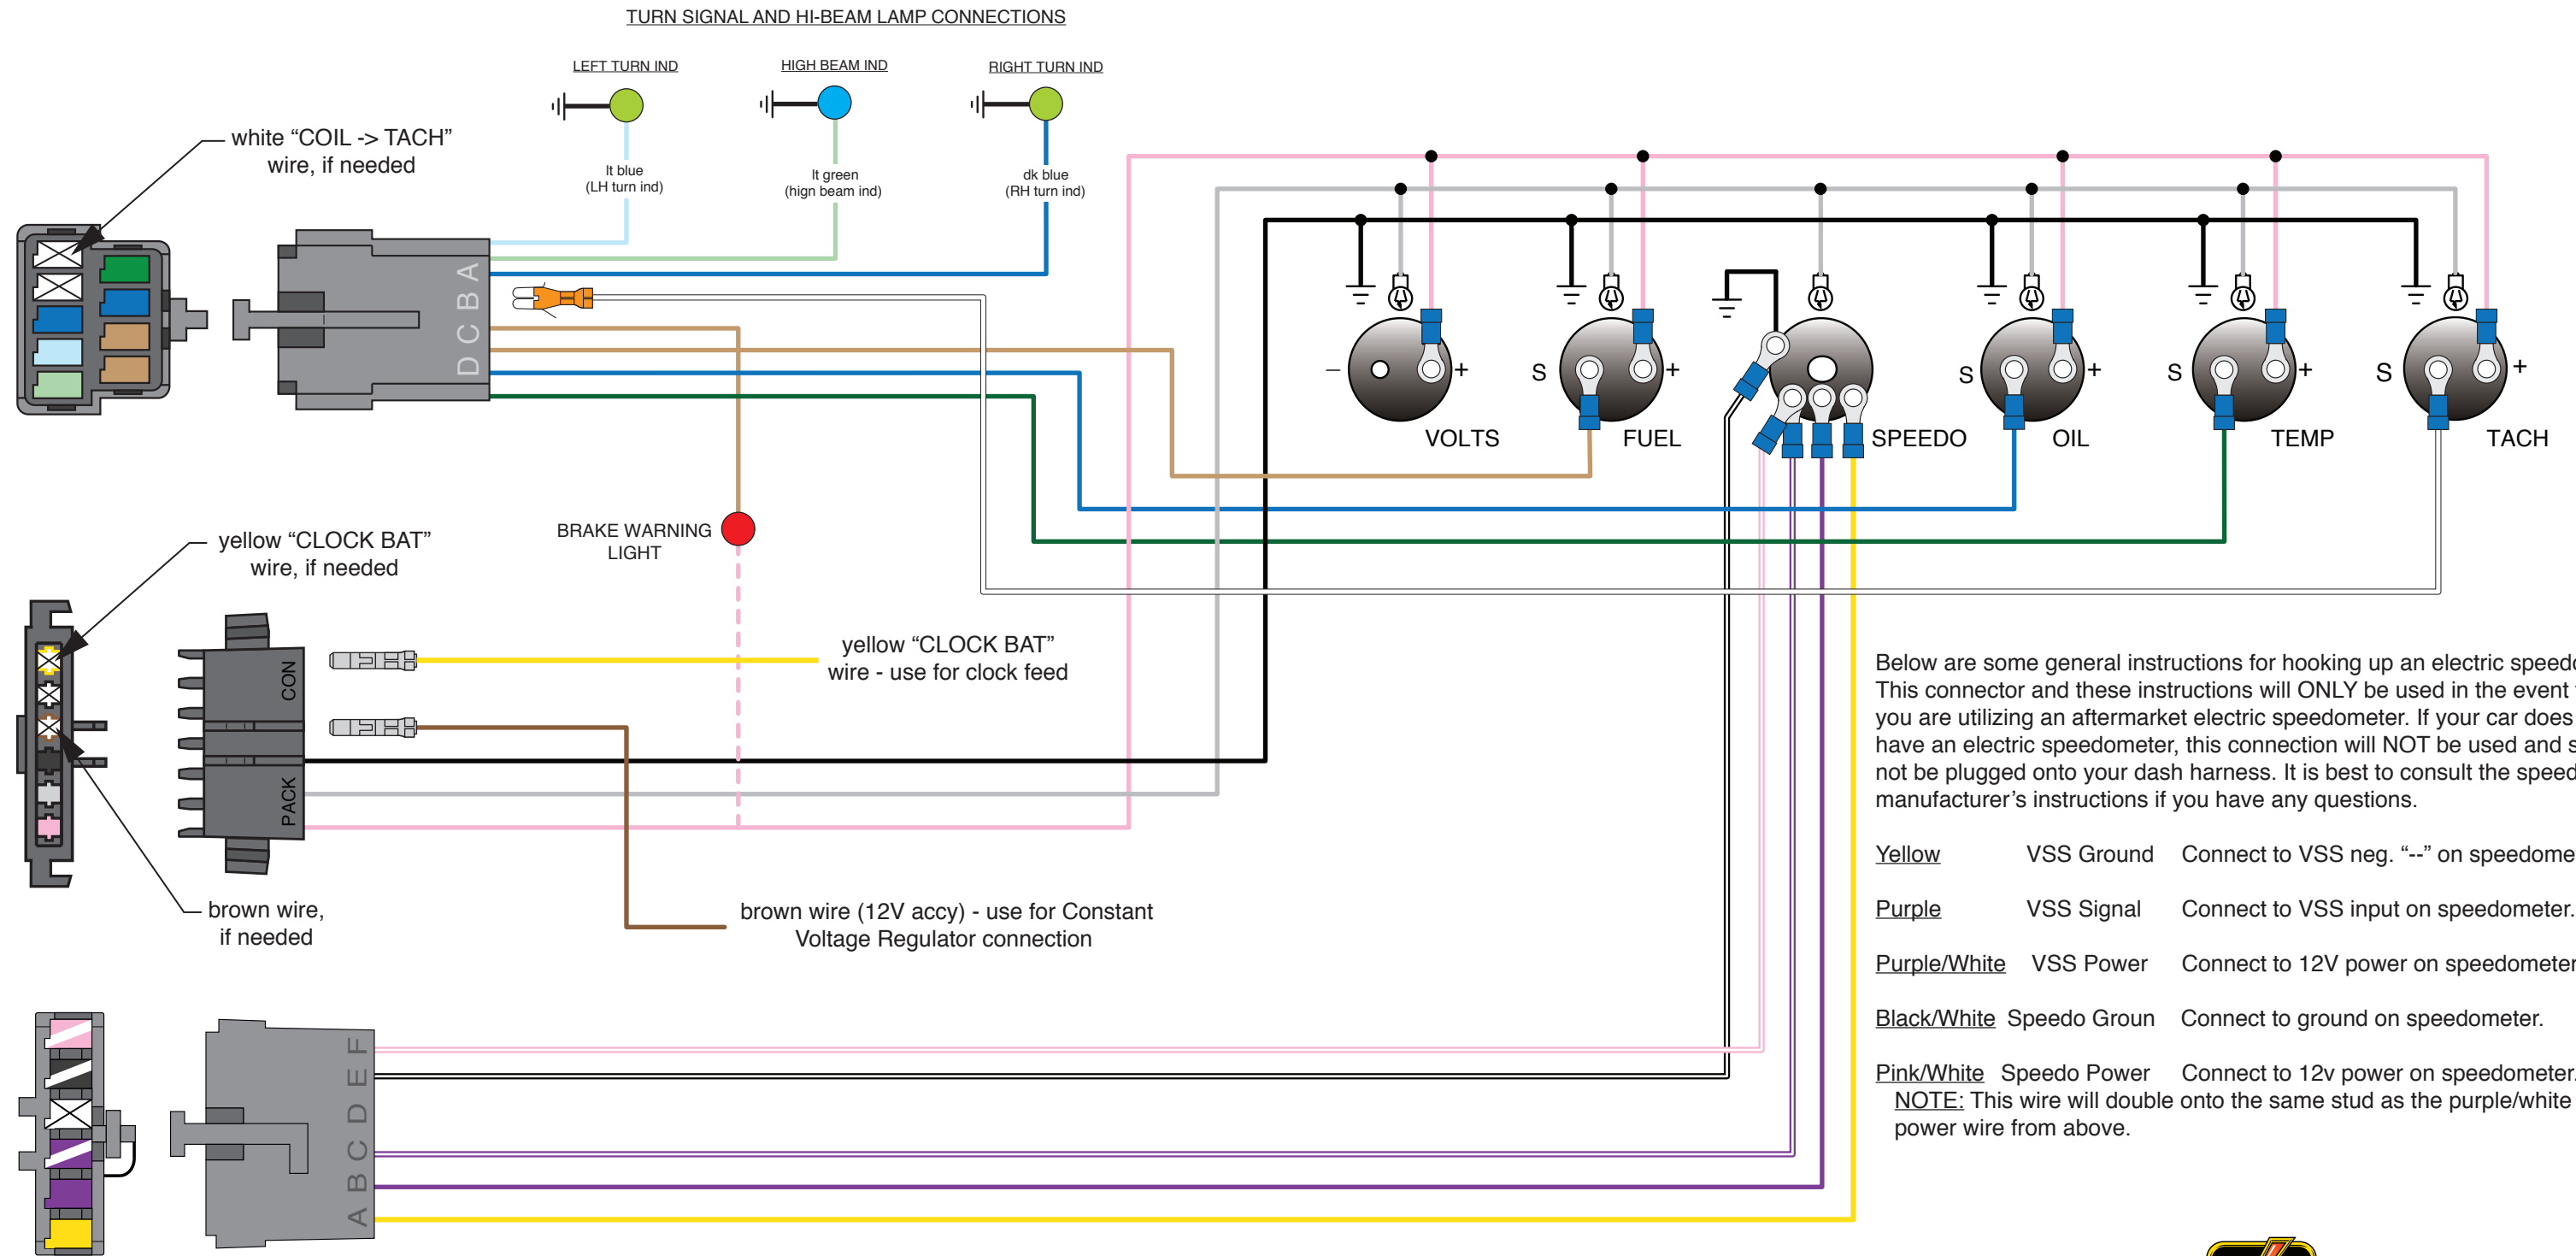 TURN SIGNAL AND HI-BEAM LAMP CONNECTIONS
LEFT TURN IND
HIGH BEAM IND
RIGHT TURN IND
white “COIL -> TACH”
wire, if needed
lt blue
(LH turn ind)
lt green
(hign beam ind)
dk blue
(RH turn ind)
D C B A
–
+
VOLTS
S
+
FUEL
SPEEDO
S
+
OIL
S
+
TEMP
S
+
TACH
BRAKE WARNING
LIGHT
yellow “CLOCK BAT”
wire, if needed
CON
PACK
yellow “CLOCK BAT”
wire - use for clock feed
brown wire,
if needed
brown wire (12V accy) - use for Constant
Voltage Regulator connection
A B C D E F
Below are some general instructions for hooking up an electric
This connector and these instructions will ONLY be used in the event
you are utilizing an aftermarket electric speedometer. If your car does
have an electric speedometer, this connection will NOT be used and
not be plugged onto your dash harness. It is best to consult the
manufacturer’s instructions if you have any questions.
Yellow VSS Ground Connect to VSS neg. “--” on
Purple VSS Signal Connect to VSS input on speedometer.
Purple/White VSS Power Connect to 12V power on speedometer
Black/White Speedo Groun Connect to ground on speedometer.
Pink/White Speedo Power Connect to 12v power on speedometer.
NOTE: This wire will double onto the same stud as the purple/white
power wire from above.